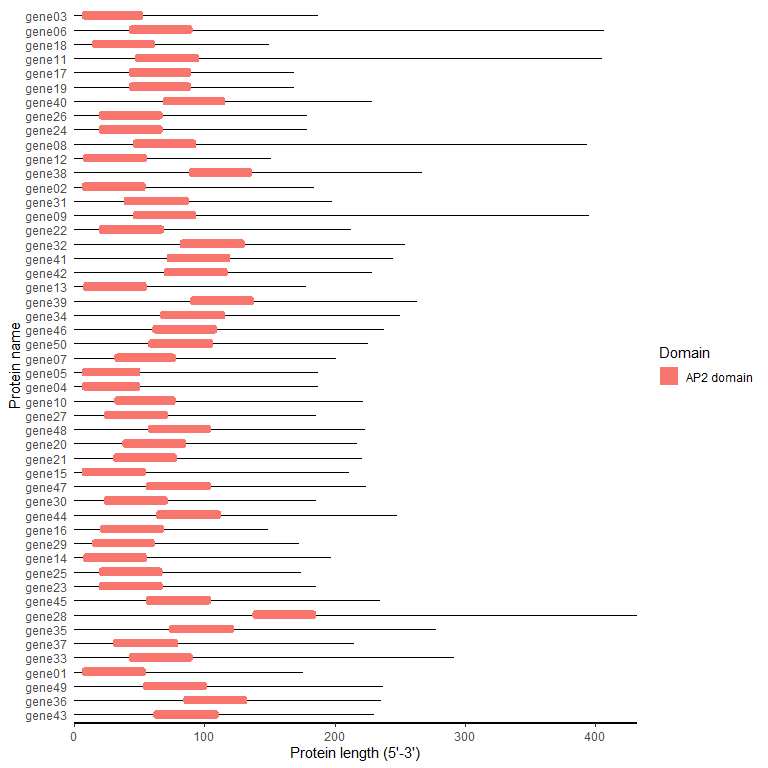 gene03
gene06
gene18
gene11
gene17
gene19
gene40
gene26
gene24
gene08
gene12
gene38
gene02
gene31
gene09
gene22
gene32
gene41
gene42
gene13
gene39
gene34
gene46
gene50
gene07
gene05
gene04
gene10
gene27
gene48
gene20
gene21
gene15
gene47
gene30
gene44
gene16
gene29
gene14
gene25
gene23
gene45
gene28
gene35
gene37
gene33
gene01
gene49
gene36
gene43
Protein name
0 100 200 300 400
Protein length (5'-3')
Domain
AP2 domain